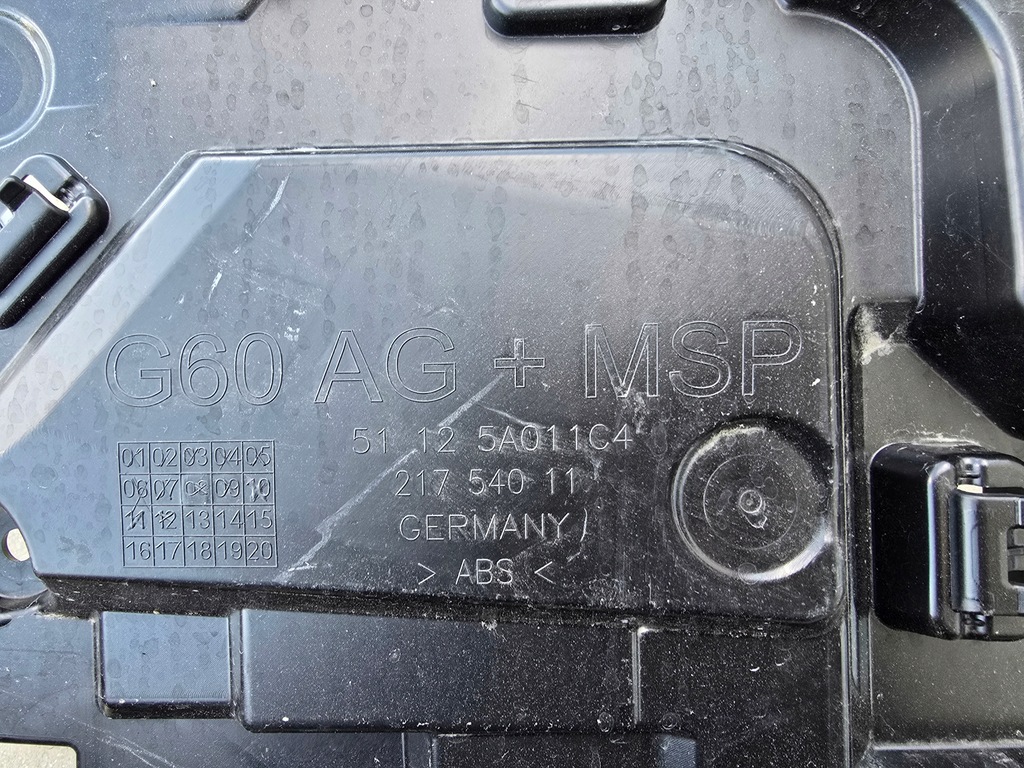 G60 AG + MSP
51 12 5A011C4
217 540 11
GERMANY
> ABS <
01 02 03 04 05
06 07 08 09 10
11 12 13 14 15
16 17 18 19 20